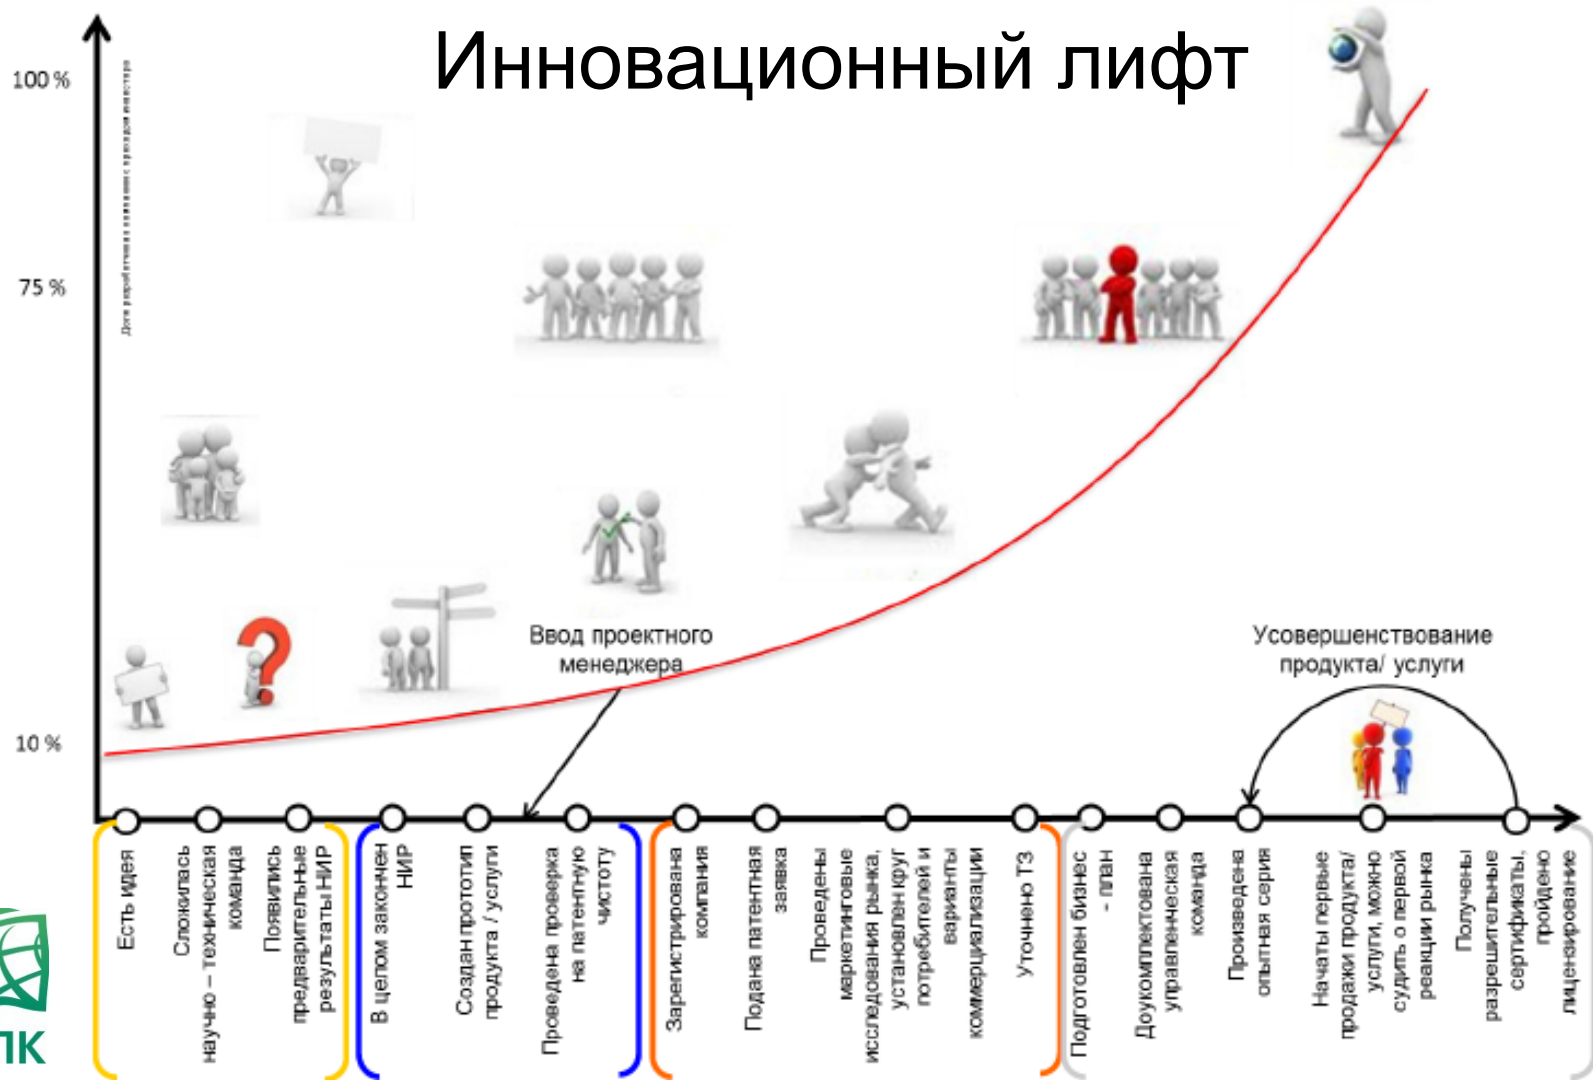 Инновационный лифт
100 %
75 %
10 %
Ввод проектного
менеджера
Усовершенствование
продукта/ услуги
Есть идея
Сложилась
научно – техническая
команда
Появились
предварительные
результаты НИР
В целом закончен
НИР
Создан прототип
продукта / услуги
Проведена проверка
на патентную
чистоту
Зарегистрирована
компания
Подана патентная
заявка
Проведены
маркетинговые
исследования рынка,
установлен круг
потребителей и
варианты
коммерциализации
Уточнено ТЗ
Подготовлен бизнес
- план
Доукомплектована
управленческая
команда
Произведена
опытная серия
Начаты первые
продажи продукта/
услуги, можно
судить о первой
реакции рынка
Получены
разрешительные
сертификаты,
пройдено
лицензирование
ПК